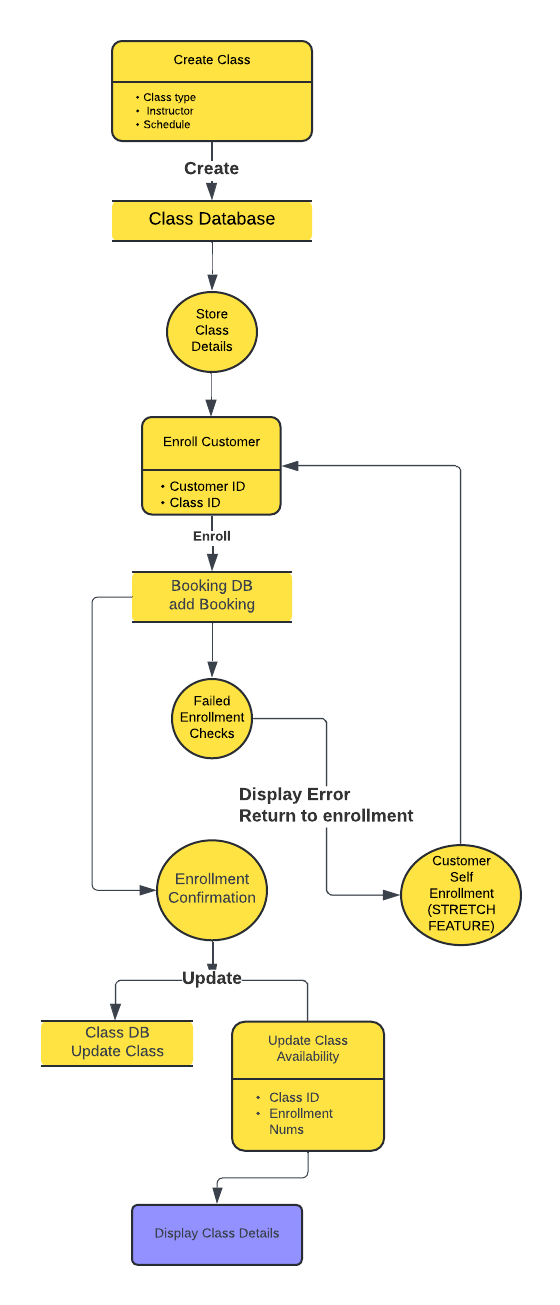 Create Class
• Class type
• Instructor
• Schedule
Create
Class Database
Store
Class
Details
Enroll Customer
• Customer ID
• Class ID
Enroll
Booking DB
add Booking
Failed
Enrollment
Checks
Display Error
Return to enrollment
Customer
Self
Enrollment
(STRETCH
FEATURE)
Enrollment
Confirmation
Update
Class DB
Update Class
Update Class
Availability
• Class ID
• Enrollment
Nums
Display Class Details